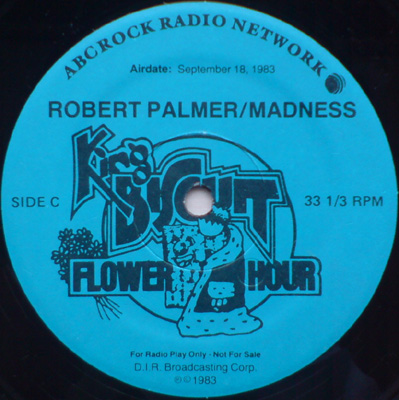 ABC ROCK RADIO NETWORK
Airdate: September 18, 1983
ROBERT PALMER/MADNESS
King
BISCUIT
FLOWER HOUR
SIDE C
33 1/3 RPM
For Radio Play Only - Not For Sale
D.I.R. Broadcasting Corp.
℗ © 1983